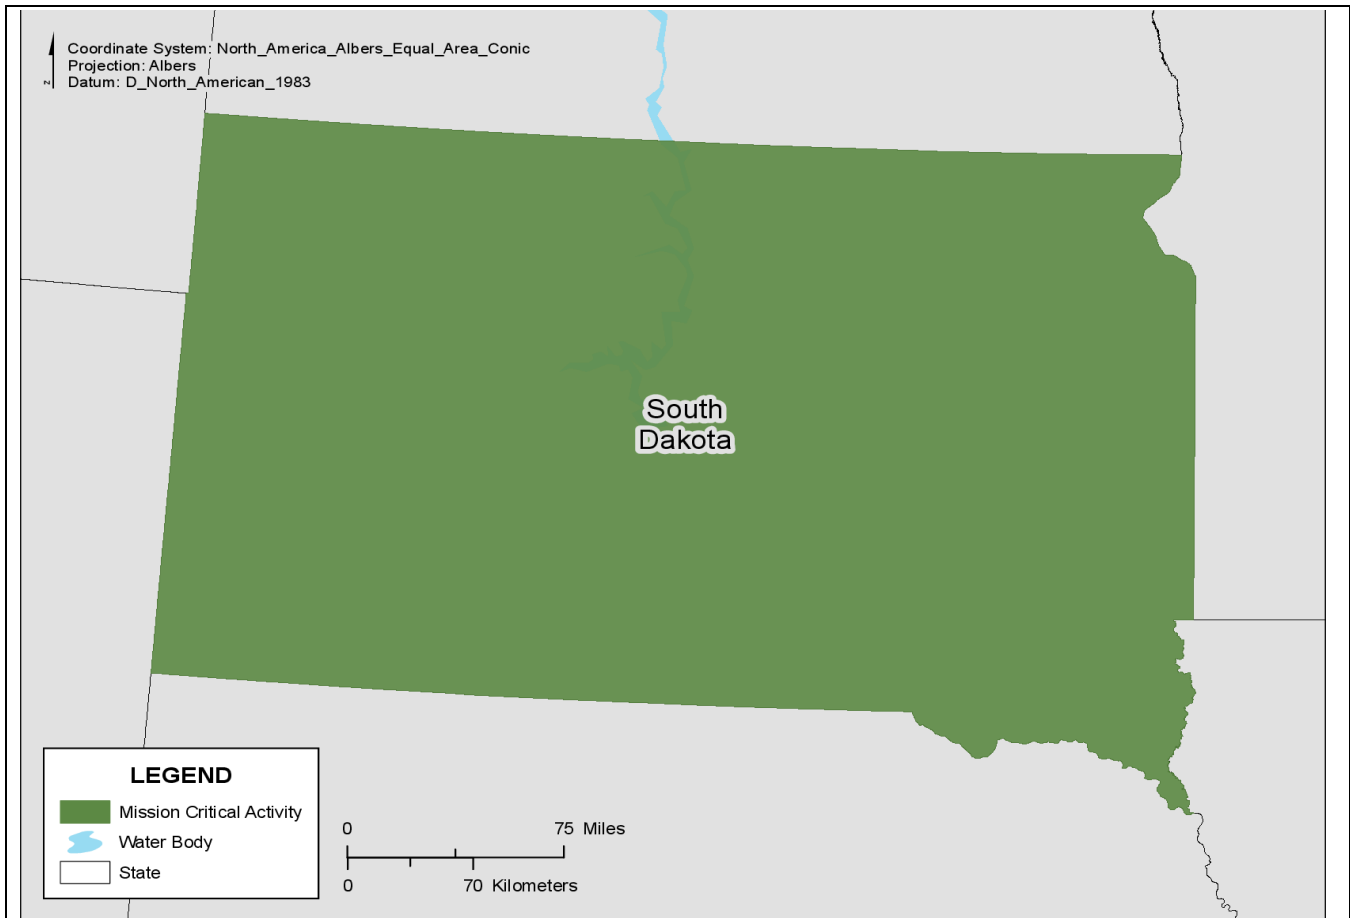 Coordinate System: North_America_Albers_Equal_Area_Conic
Projection: Albers
Datum: D_North_American_1983
z
South
Dakota
LEGEND
Mission Critical Activity
Water Body
State
0 75 Miles
0 70 Kilometers